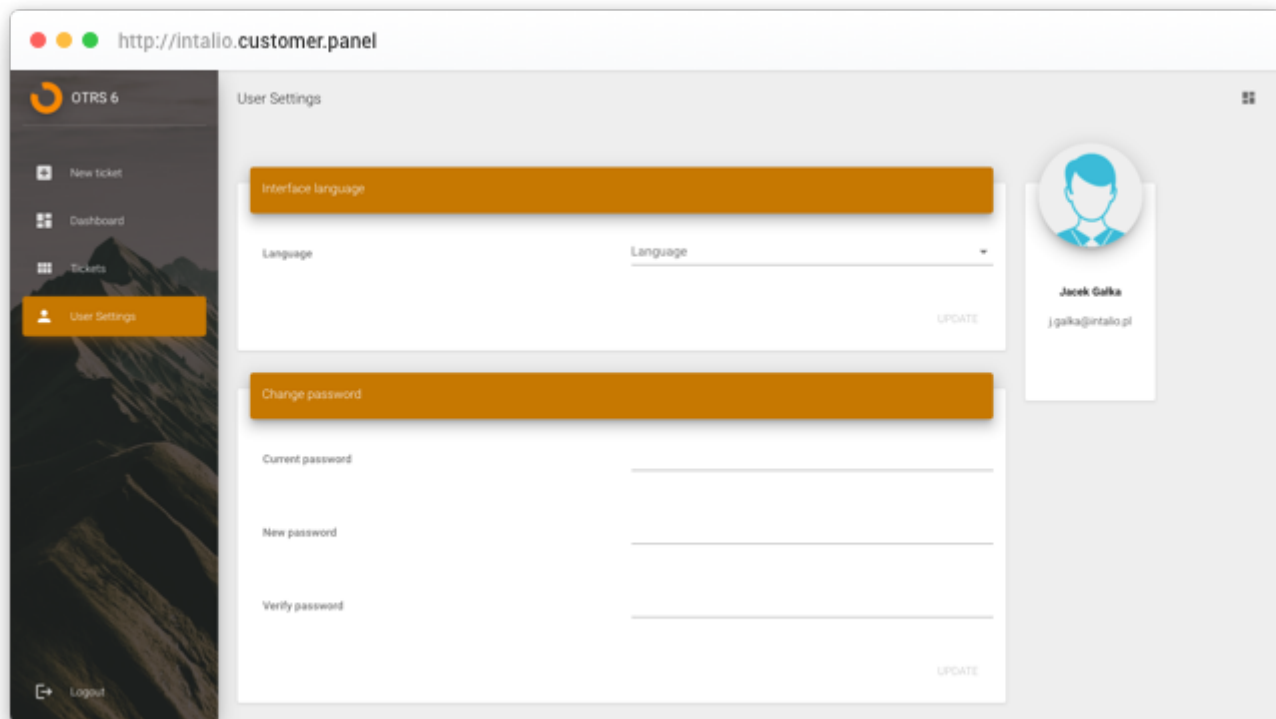 http://intalio.customer.panel
OTRS 6
New ticket
Dashboard
Tickets
User Settings
Logout
User Settings
Interface language
Language
Language
UPDATE
Change password
Current password
New password
Verify password
UPDATE
Jacek Gałka
j.galka@intalio.pl